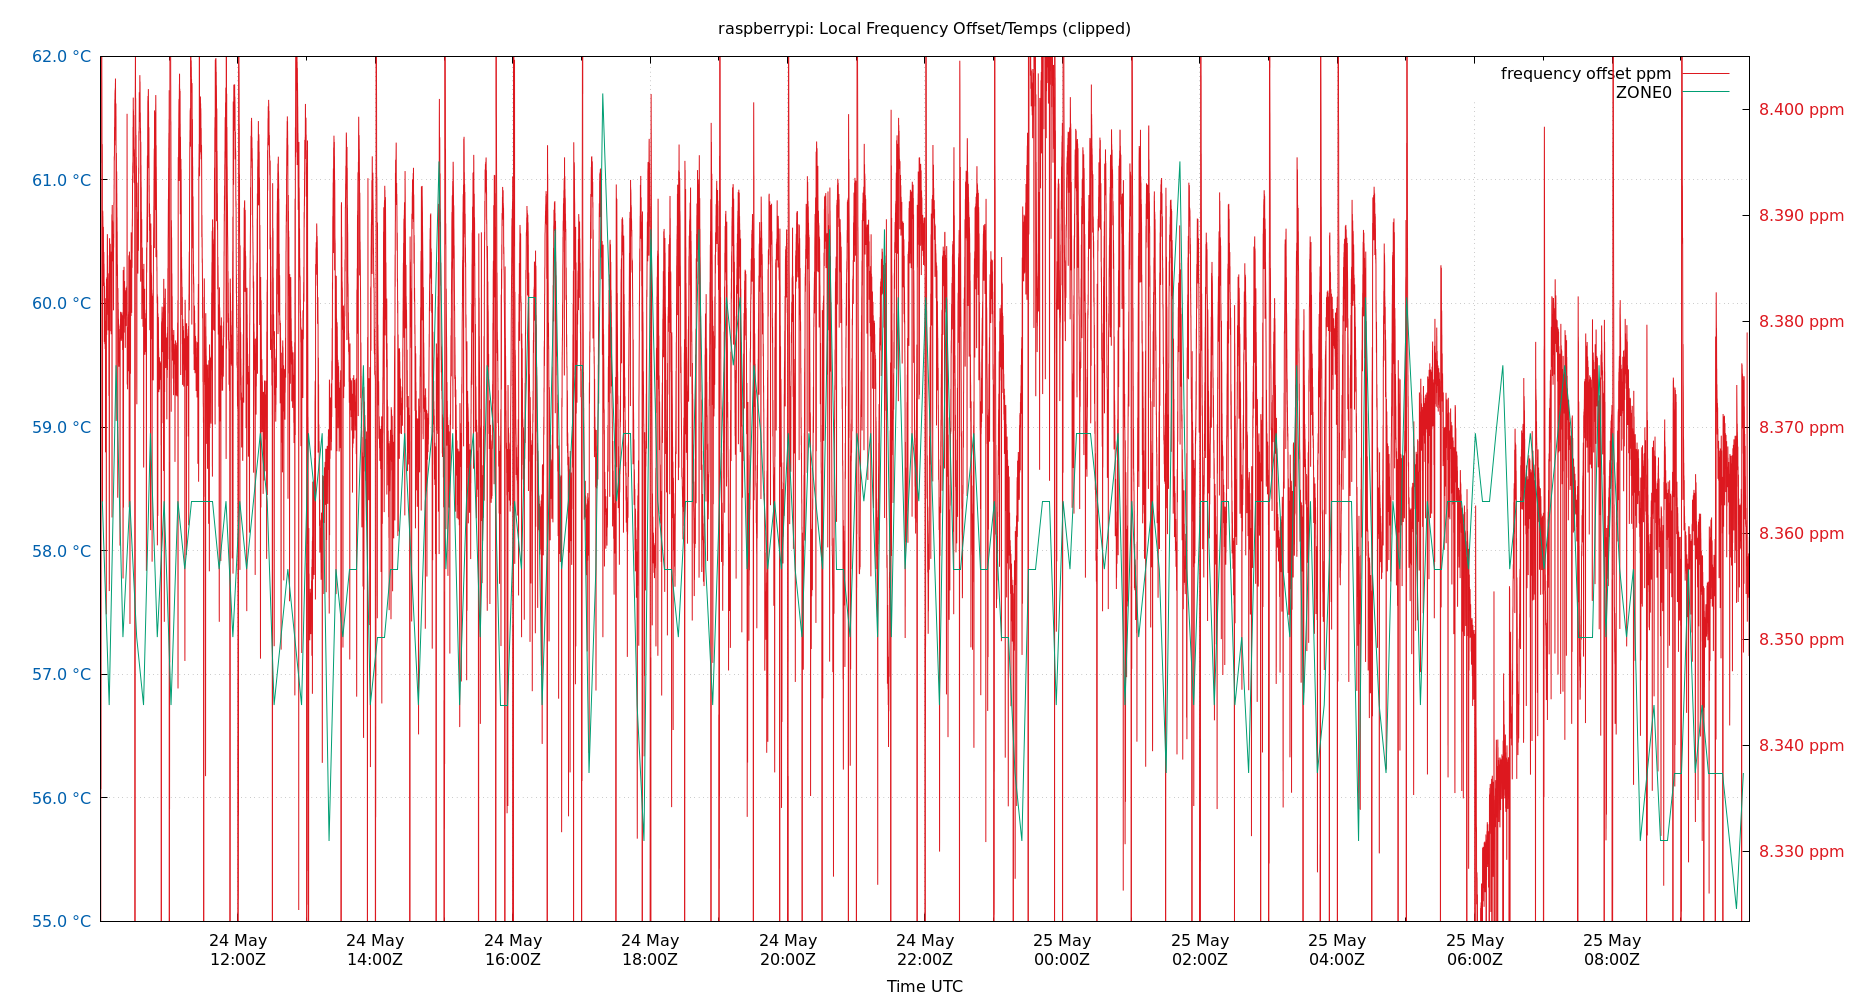 raspberrypi: Local Frequency Offset/Temps (clipped)
frequency offset ppm
ZONE0
62.0 °C
61.0 °C
60.0 °C
59.0 °C
58.0 °C
57.0 °C
56.0 °C
55.0 °C
8.400 ppm
8.390 ppm
8.380 ppm
8.370 ppm
8.360 ppm
8.350 ppm
8.340 ppm
8.330 ppm
24 May 24 May 24 May 24 May 24 May 24 May 25 May 25 May 25 May 25 May 25 May
12:00Z 14:00Z 16:00Z 18:00Z 20:00Z 22:00Z 00:00Z 02:00Z 04:00Z 06:00Z 08:00Z
Time UTC